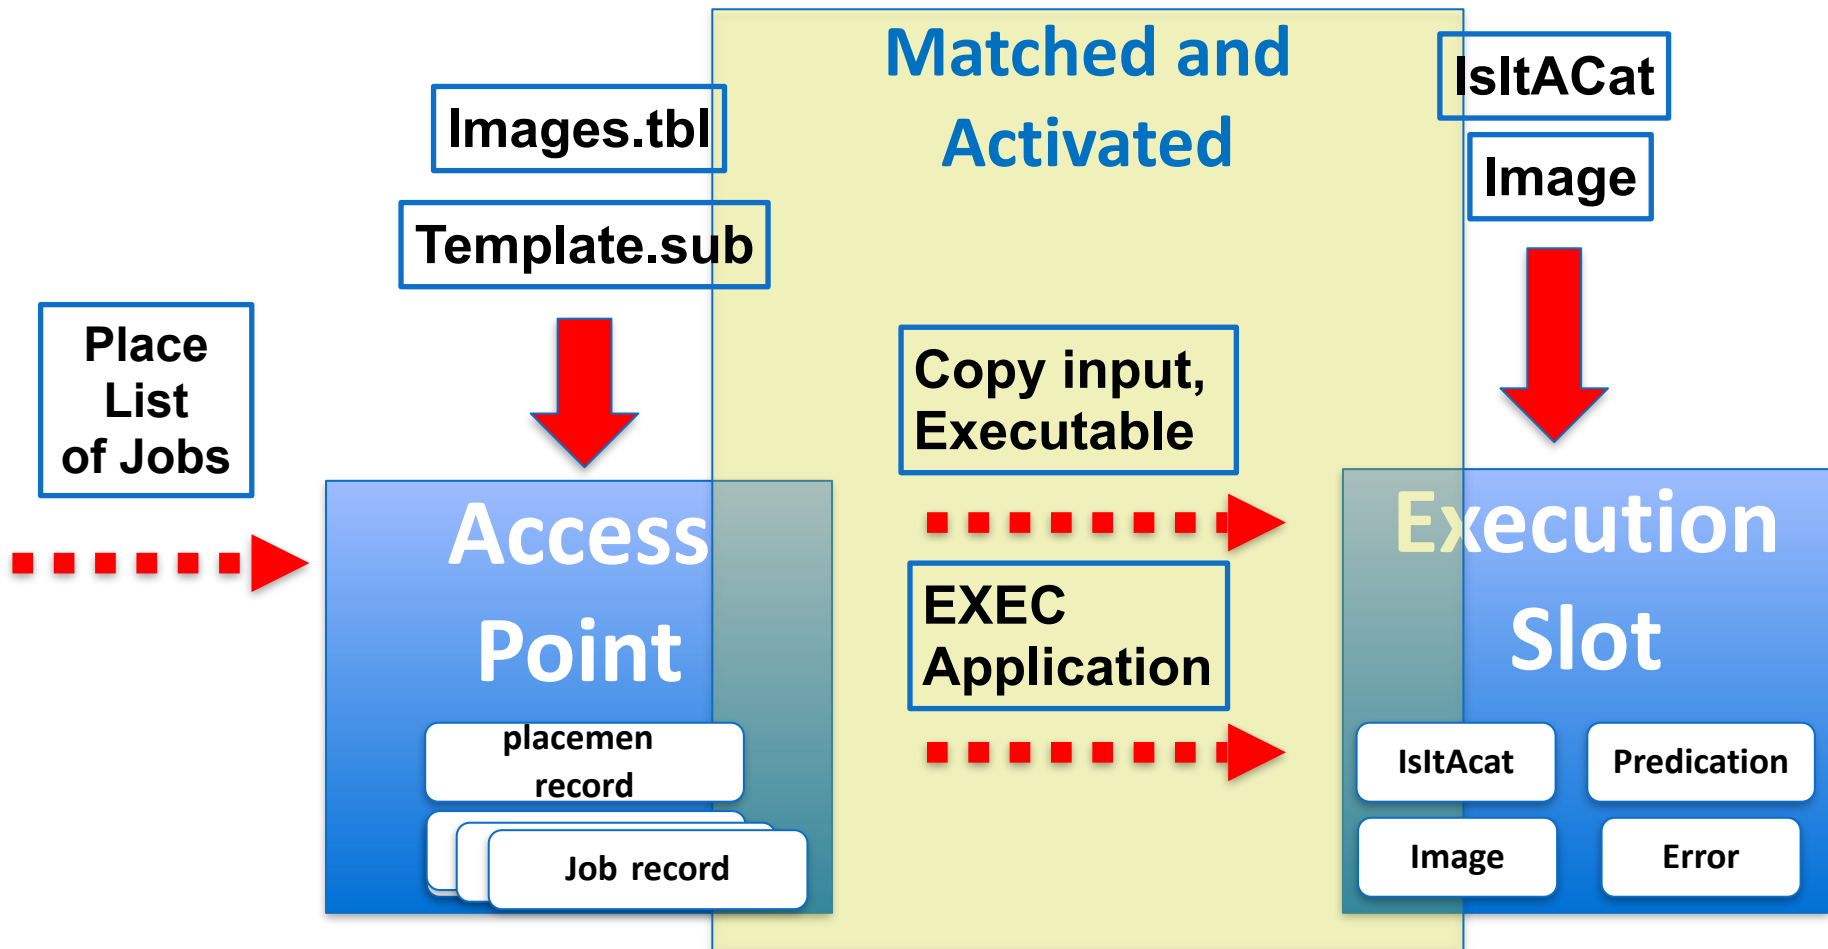 Matched and
Activated
Images.tbl
Template.sub
IsItACat
Image
Place
List
of Jobs
Copy input,
Executable
EXEC
Application
Access
Point
placemen
record
Job record
Execution
Slot
IsItAcat
Predication
Image
Error